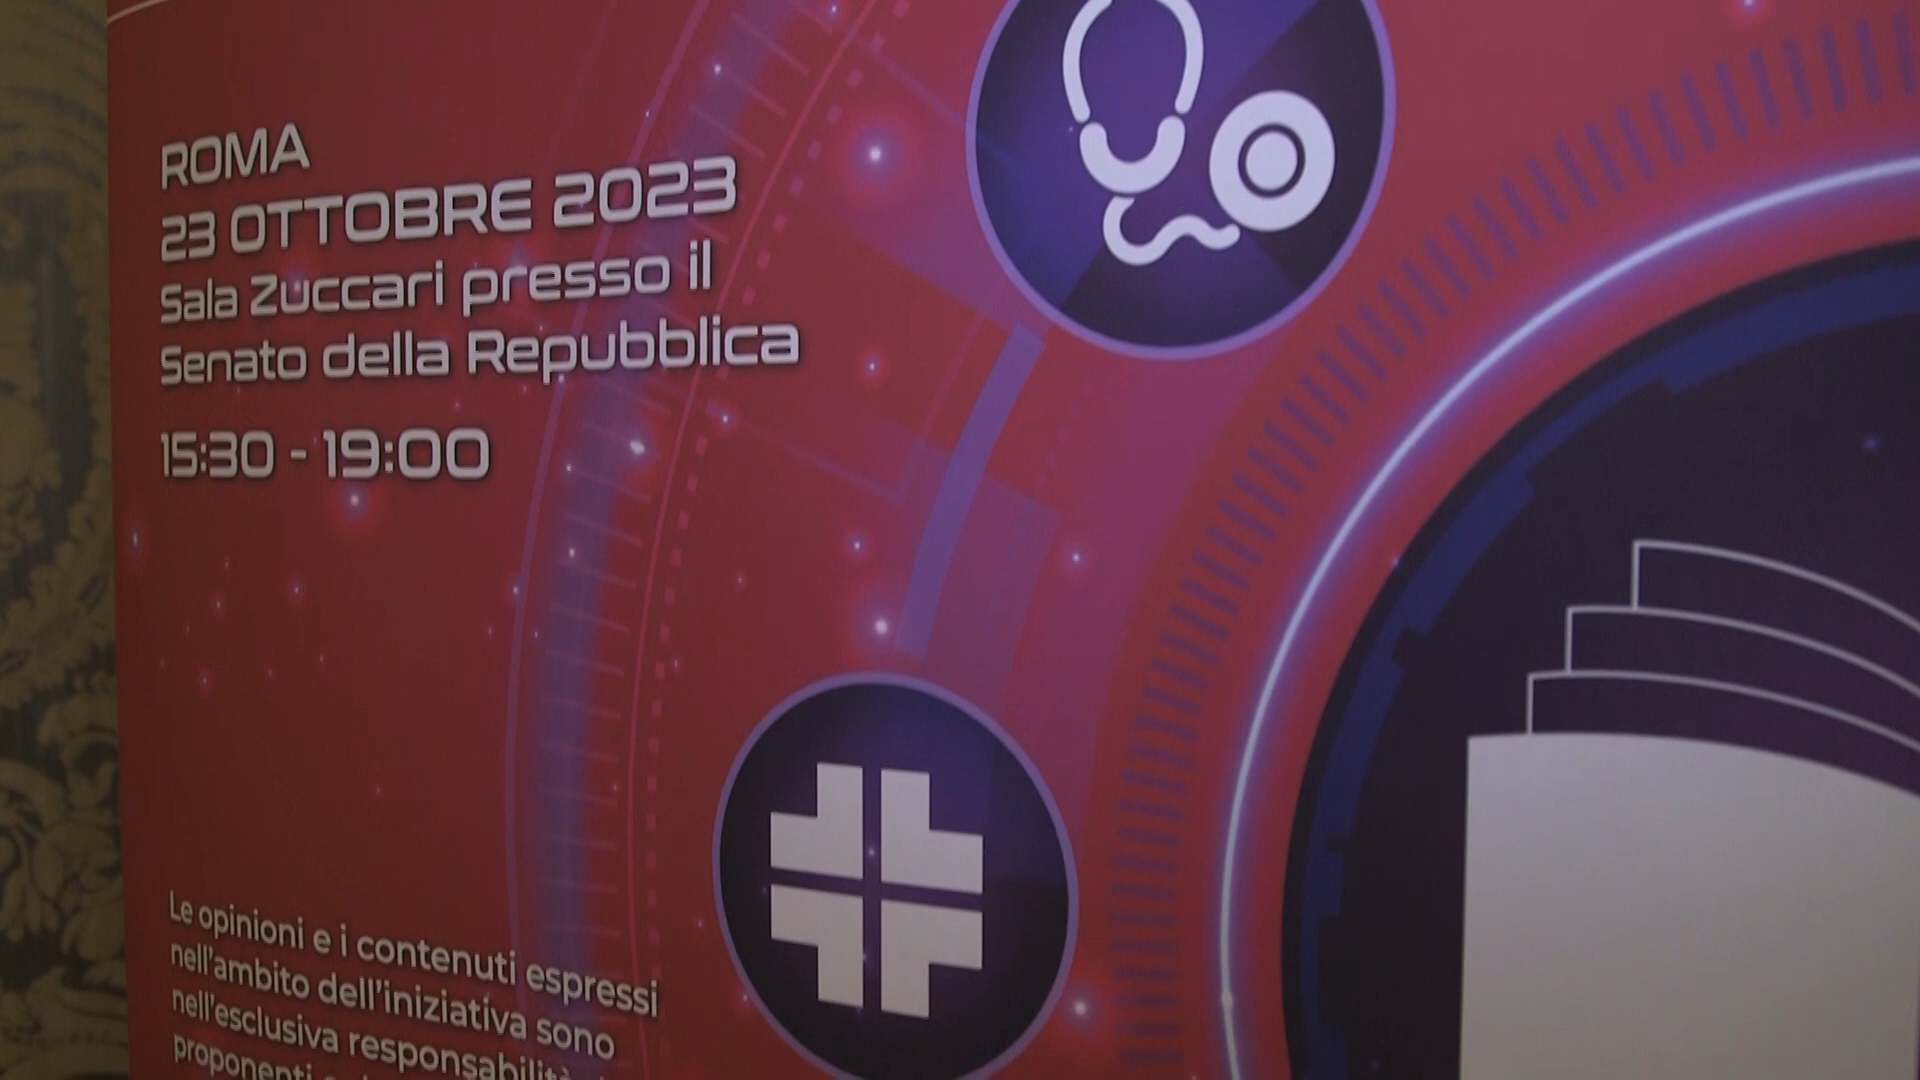 ROMA
23 OTTOBRE 2023
Sala Zuccari presso il
Senato della Repubblica
15:30 - 19:00
Le opinioni e i contenuti espressi
nell'ambito dell'iniziativa sono
nell'esclusiva responsabilità
proponenti